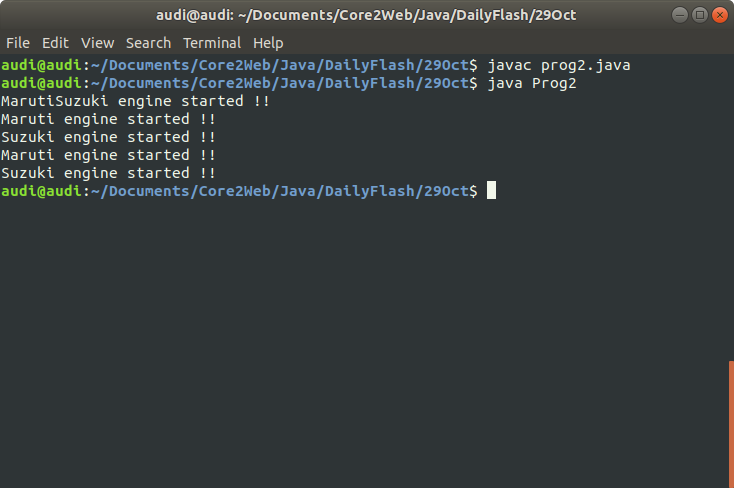 audi@audi: ~/Documents/Core2Web/Java/DailyFlash/29Oct
File Edit View Search Terminal Help
audi@audi:~/Documents/Core2Web/Java/DailyFlash/29Oct$ javac prog2.java
audi@audi:~/Documents/Core2Web/Java/DailyFlash/29Oct$ java Prog2
MarutiSuzuki engine started !!
Maruti engine started !!
Suzuki engine started !!
Maruti engine started !!
Suzuki engine started !!
audi@audi:~/Documents/Core2Web/Java/DailyFlash/29Oct$